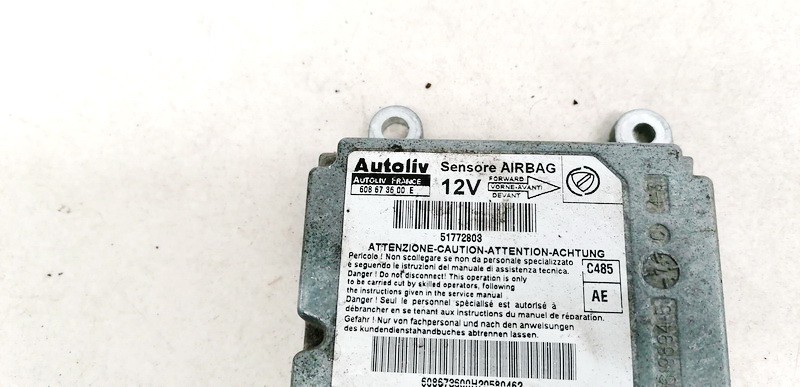 Autoliv Sensore AIRBAG
AUTOLIV FRANCE
608 67 36 00 E
12V
FORWARD
VORNE-AVANTI
DEVANT
51772803
ATTENZIONE-CAUTION-ATTENTION-ACHTUNG
Pericolo ! Non scollegare se non da personale specializzato
è seguendo le istruzioni del manuale di assistenza tecnica.
Danger ! Do not disconnect! This operation is only
to be carried cut by skilled operators, following
the instructions given in the service manual
Danger ! Seul le personnel spécialisé est autorisé à
débrancher en se tenant aux instructions du manuel de réparation.
Gefahr ! Nur von fachpersonal und nach den anweisungen
des kundendiensthandbuches abtrennen lassen.
C485
AE
608673600H20580462